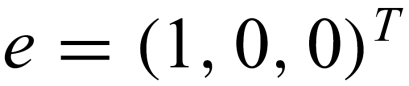 e = (1, 0, 0)^T